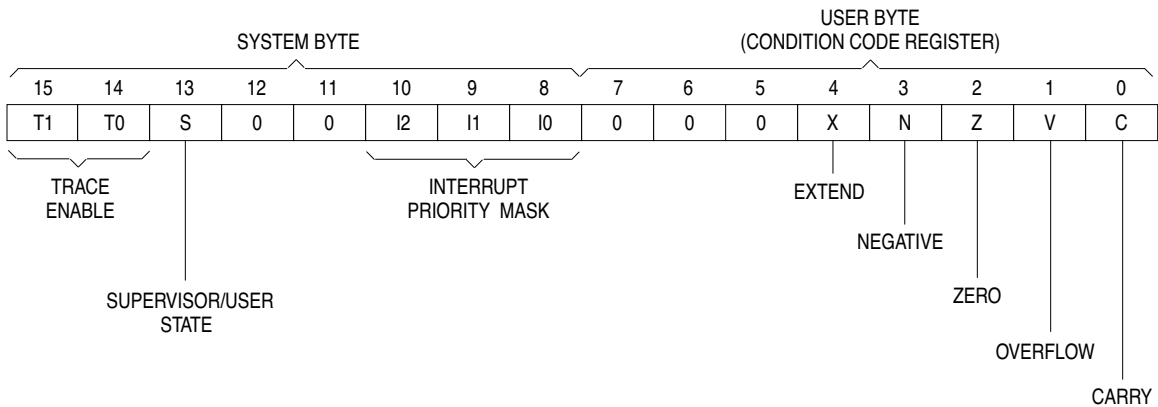 USER BYTE
SYSTEM BYTE
(CONDITION CODE REGISTER)
15 14 13 12 11 10 9 8 7 6 5 4 3 2 1 0
T1 T0 S 0 0 I2 I1 I0 0 0 0 X N Z V C
TRACE
ENABLE
INTERRUPT
PRIORITY MASK
EXTEND
NEGATIVE
SUPERVISOR/USER
STATE
ZERO
OVERFLOW
CARRY